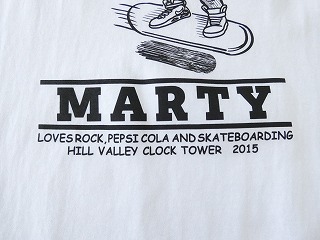 MARTY
LOVES ROCK, PEPSI COLA AND SKATEBOARDING
HILL VALLEY CLOCK TOWER 2015